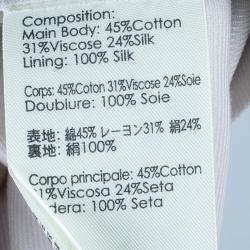 Composition:
Main Body: 45%Cotton
31%Viscose 24%Silk
Lining: 100% Silk
Corps: 45%Coton 31%Viscose 24%Soie
Doublure: 100% Soie
表地: 綿45% レーヨン31% 絹24%
裏地: 絹100%
Corpo principale: 45%Cotton
31%Viscosa 24%Seta
dera: 100% Seta